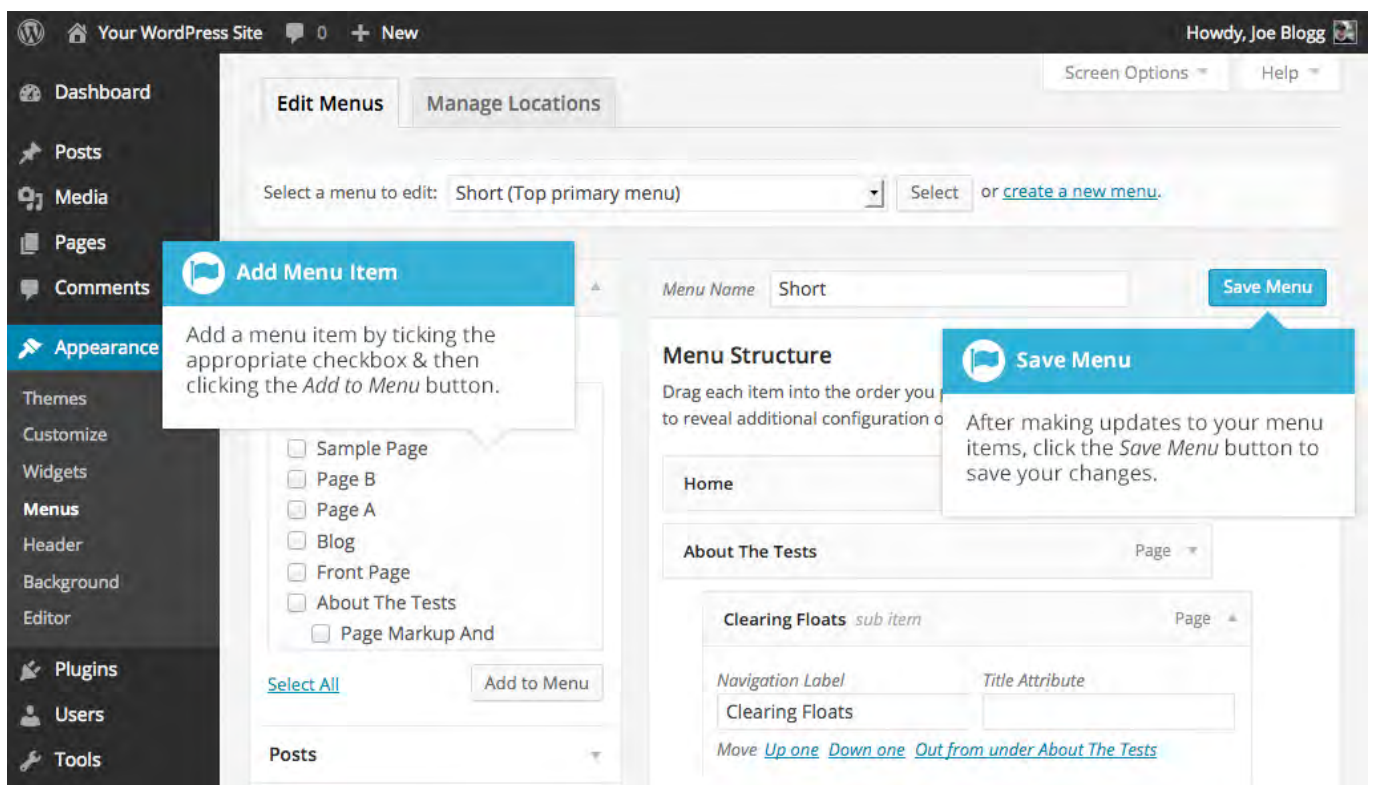 Your WordPress Site 0 + New Howdy, Joe Blogg
Screen Options Help
Dashboard
Posts
Media
Pages
Comments
Appearance
Themes
Customize
Widgets
Menus
Header
Background
Editor
Plugins
Users
Tools
Edit Menus Manage Locations
Select a menu to edit: Short (Top primary menu) Select or create a new menu.
Add Menu Item
Add a menu item by ticking the
appropriate checkbox & then
clicking the Add to Menu button.
Sample Page
Page B
Page A
Blog
Front Page
About The Tests
Page Markup And
Select All Add to Menu
Posts
Menu Name Short Save Menu
Menu Structure
Drag each item into the order you
to reveal additional configuration
Save Menu
After making updates to your menu
items, click the Save Menu button to
save your changes.
Home
About The Tests Page
Clearing Floats sub item Page
Navigation Label Title Attribute
Clearing Floats
Move Up one Down one Out from under About The Tests